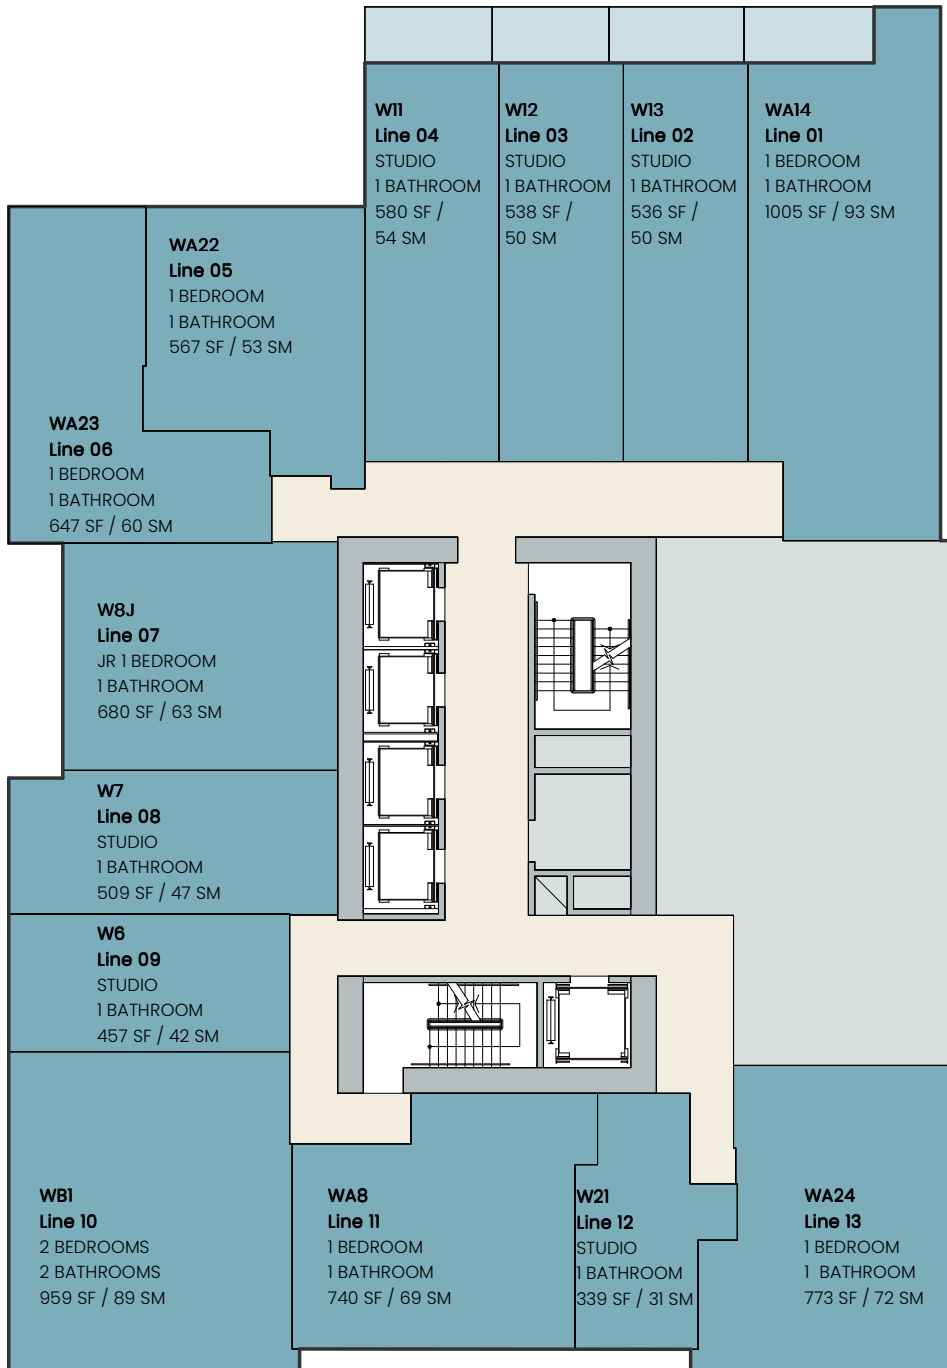 W11
Line 04
STUDIO
1 BATHROOM
580 SF /
54 SM
W12
Line 03
STUDIO
1 BATHROOM
538 SF /
50 SM
W13
Line 02
STUDIO
1 BATHROOM
536 SF /
50 SM
WA14
Line 01
1 BEDROOM
1 BATHROOM
1005 SF / 93 SM
WA22
Line 05
1 BEDROOM
1 BATHROOM
567 SF / 53 SM
WA23
Line 06
1 BEDROOM
1 BATHROOM
647 SF / 60 SM
W8J
Line 07
JR 1 BEDROOM
1 BATHROOM
680 SF / 63 SM
W7
Line 08
STUDIO
1 BATHROOM
509 SF / 47 SM
W6
Line 09
STUDIO
1 BATHROOM
457 SF / 42 SM
WB1
Line 10
2 BEDROOMS
2 BATHROOMS
959 SF / 89 SM
WA8
Line 11
1 BEDROOM
1 BATHROOM
740 SF / 69 SM
W21
Line 12
STUDIO
1 BATHROOM
339 SF / 31 SM
WA24
Line 13
1 BEDROOM
1 BATHROOM
773 SF / 72 SM